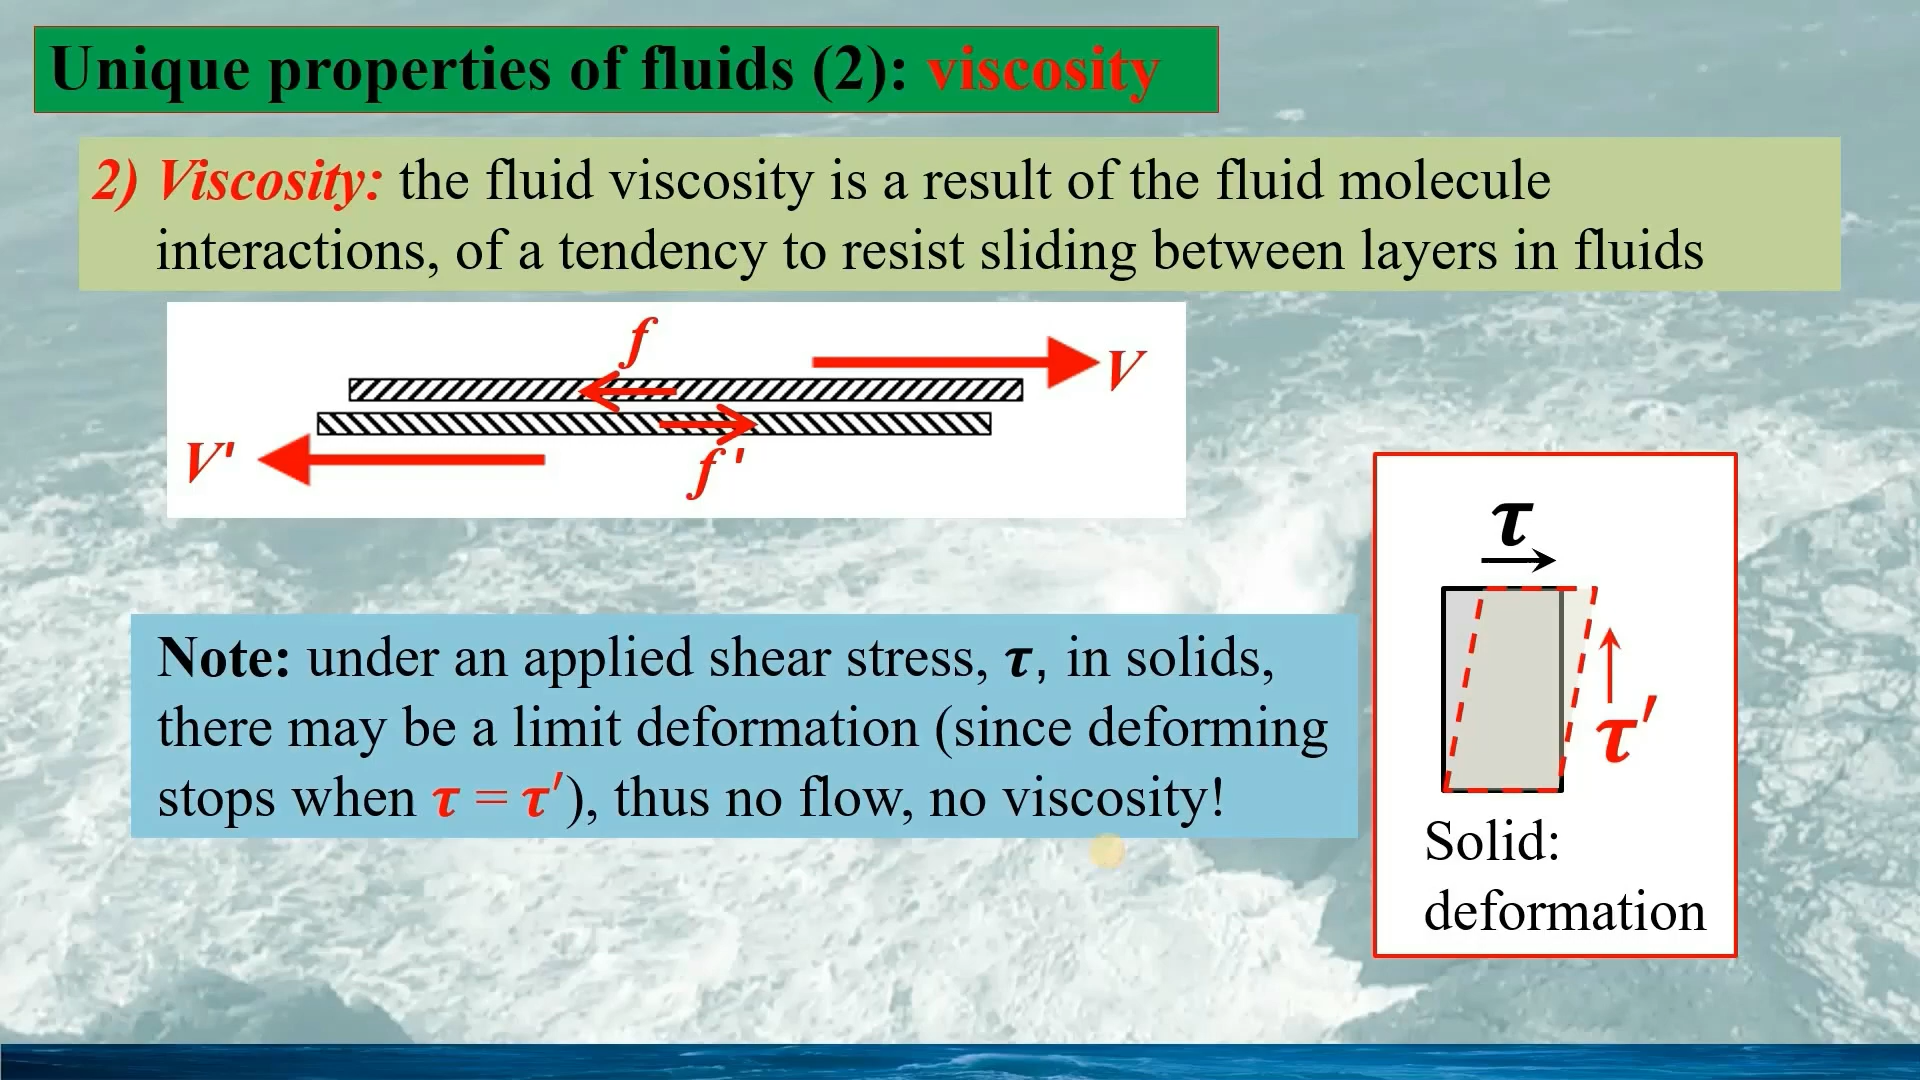 Unique properties of fluids (2): viscosity
2) Viscosity: the fluid viscosity is a result of the fluid molecule
interactions, of a tendency to resist sliding between layers in fluids
f
V
V'
f'
τ
τ′
Note: under an applied shear stress, τ, in solids,
there may be a limit deformation (since deforming
stops when τ = τ′), thus no flow, no viscosity!
Solid:
deformation